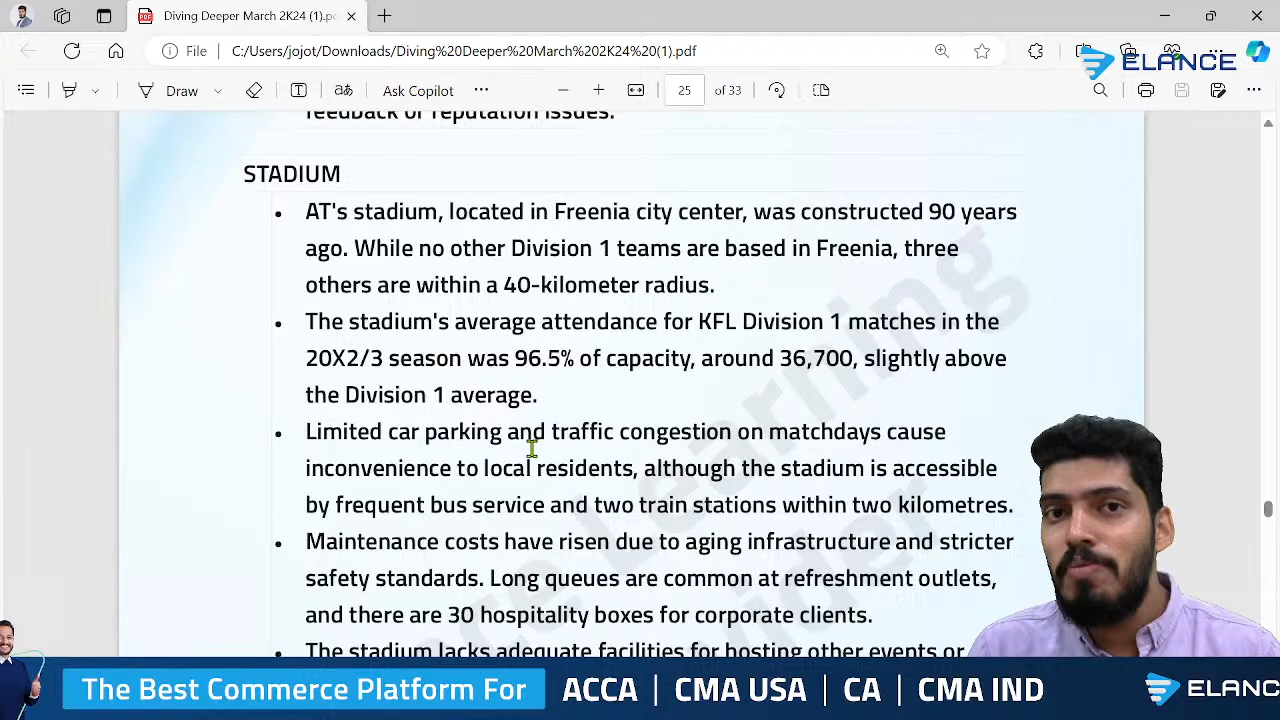 Diving Deeper March 2K24 (1).pdf
File
C:/Users/jojot/Downloads/Diving%20Deeper%20March%202K24%20(1).pdf
ELANCE
Draw
Ask Copilot
25
of 33
feedback or reputation issues.
STADIUM
• AT's stadium, located in Freenia city center, was constructed 90 years
ago. While no other Division 1 teams are based in Freenia, three
others are within a 40-kilometer radius.
• The stadium's average attendance for KFL Division 1 matches in the
20X2/3 season was 96.5% of capacity, around 36,700, slightly above
the Division 1 average.
• Limited car parking and traffic congestion on matchdays cause
inconvenience to local residents, although the stadium is accessible
by frequent bus service and two train stations within two kilometres.
• Maintenance costs have risen due to aging infrastructure and stricter
safety standards. Long queues are common at refreshment outlets,
and there are 30 hospitality boxes for corporate clients.
• The stadium lacks adequate facilities for hosting other events or
The Best Commerce Platform For
ACCA | CMA USA | CA | CMA IND
ELANC